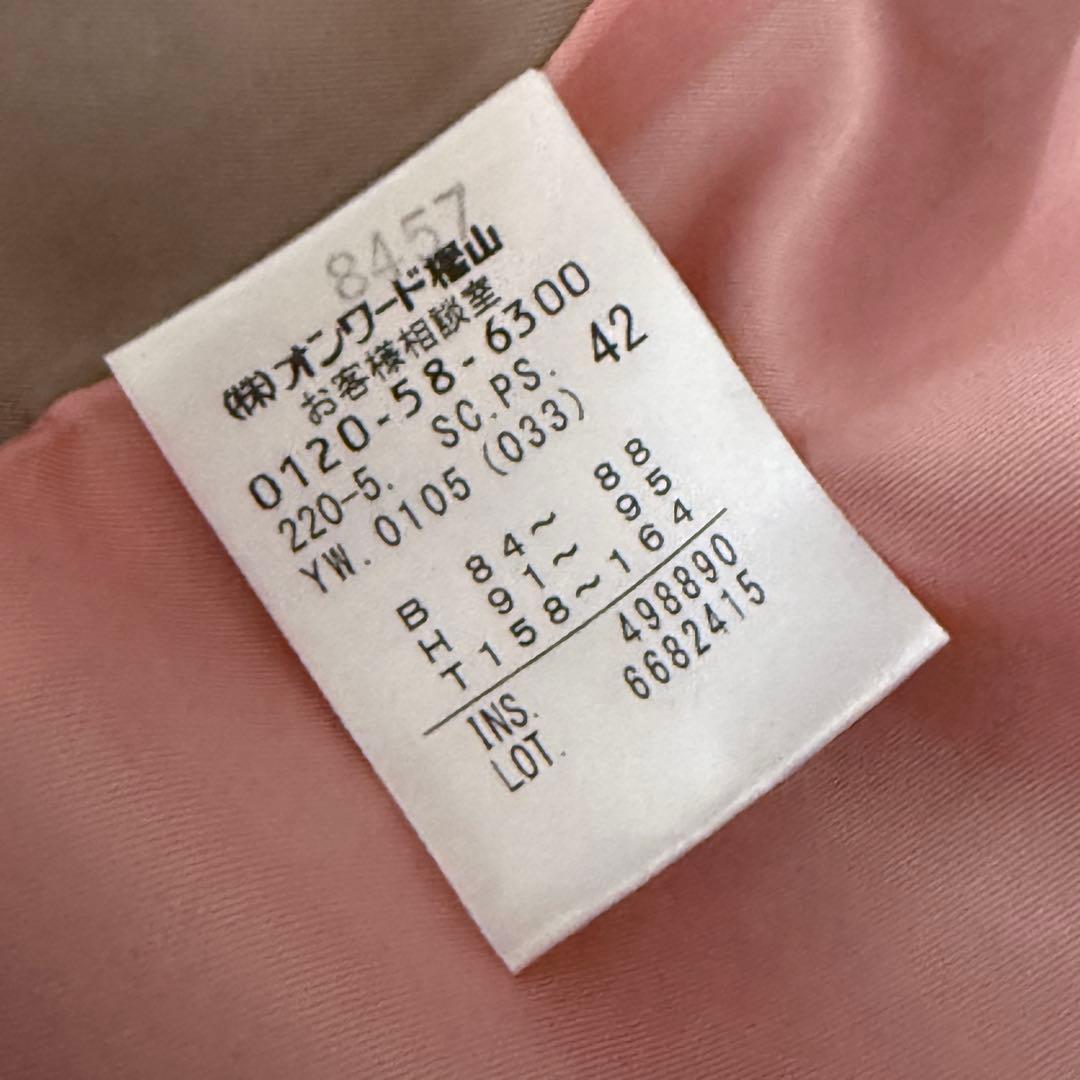 8457
(株)オンワード樫山
お客様相談室
0120-58-6300
220-5. SC.PS. 42
YW. 0105 (033)
B 84~ 88
H 91~ 95
T158~164
INS. 498890
LOT. 6682415